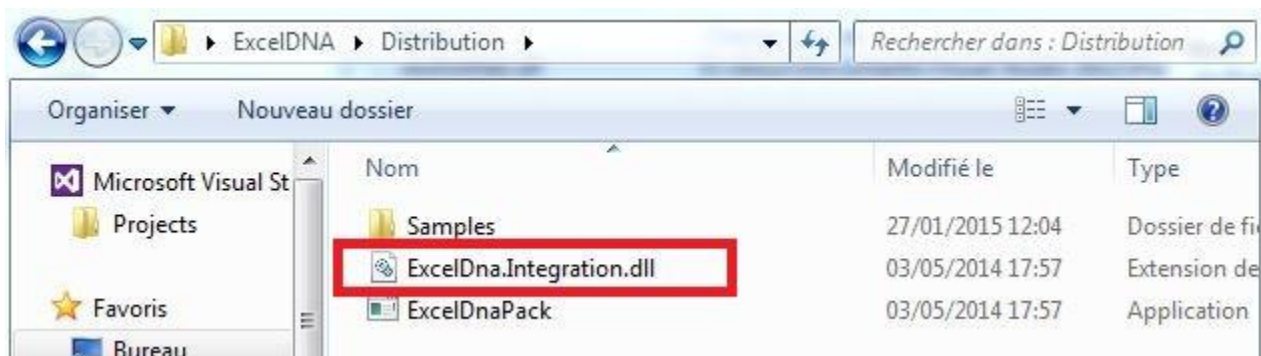 ExcelDNA Distribution Rechercher dans : Distribution
Organiser Nouveau dossier
Nom Modifié le Type
Microsoft Visual St
Projects
Samples 27/01/2015 12:04 Dossier de fi
ExcelDna.Integration.dll 03/05/2014 17:57 Extension de
Favoris
ExcelDnaPack 03/05/2014 17:57 Application
Bureau